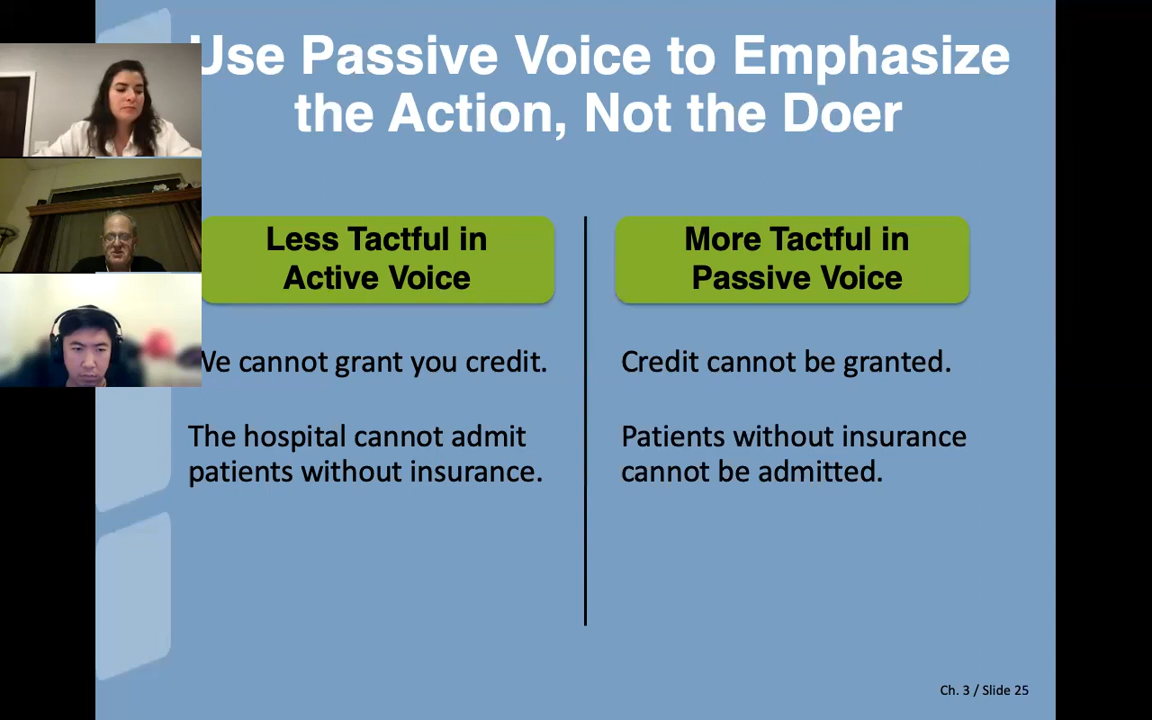 Use Passive Voice to Emphasize
the Action, Not the Doer
Less Tactful in
Active Voice
More Tactful in
Passive Voice
We cannot grant you credit.
Credit cannot be granted.
The hospital cannot admit
patients without insurance.
Patients without insurance
cannot be admitted.
Ch. 3 / Slide 25